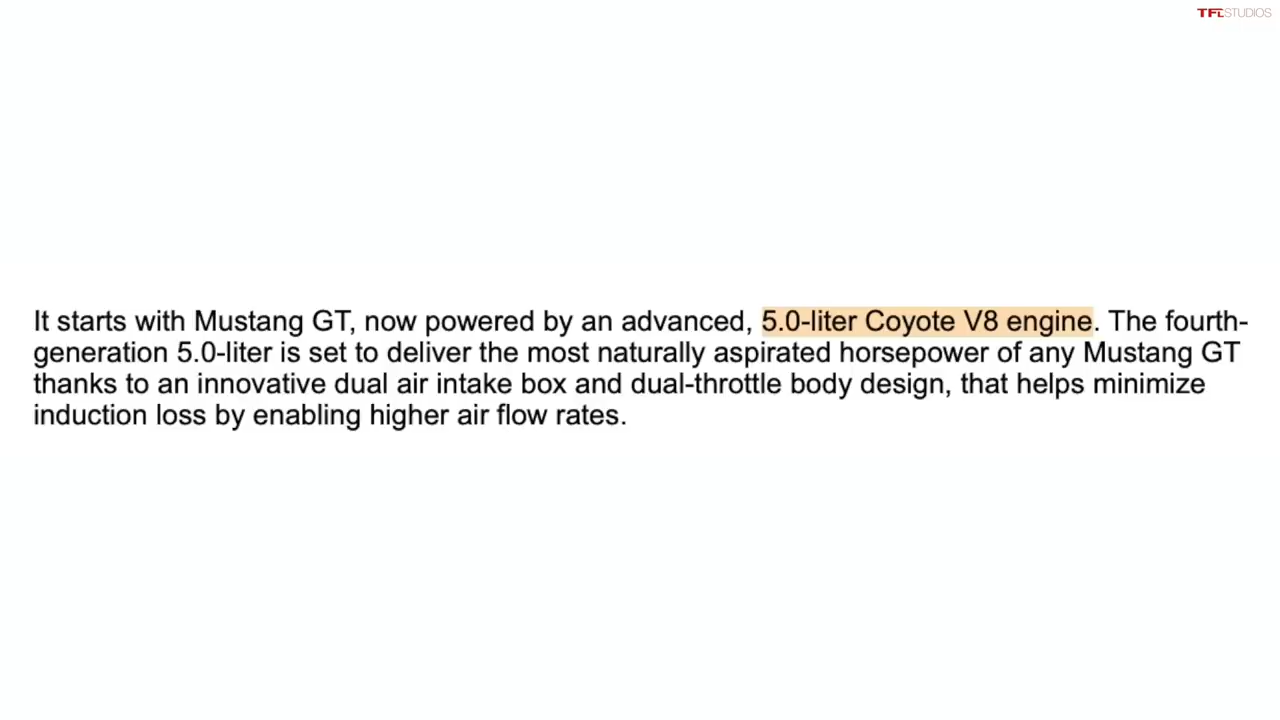 TFLSTUDIOS
It starts with Mustang GT, now powered by an advanced, 5.0-liter Coyote V8 engine. The fourth-
generation 5.0-liter is set to deliver the most naturally aspirated horsepower of any Mustang GT
thanks to an innovative dual air intake box and dual-throttle body design, that helps minimize
induction loss by enabling higher air flow rates.